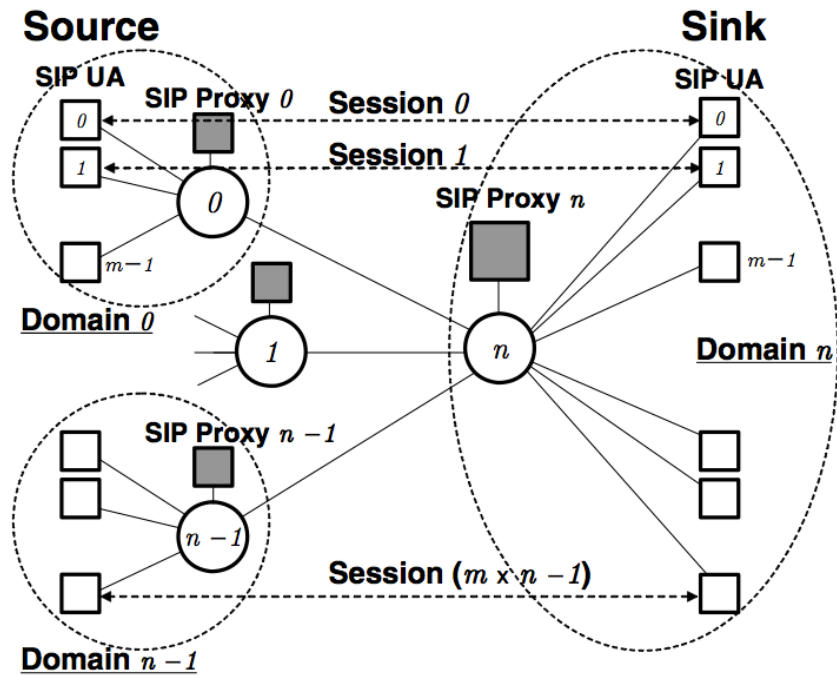 Source
Sink
SIP UA
SIP UA
SIP Proxy 0
Session 0
0
0
Session 1
1
1
SIP Proxy n
0
m−1
m−1
Domain 0
1
n
Domain n
SIP Proxy n −1
n −1
Session (m x n −1)
Domain n −1